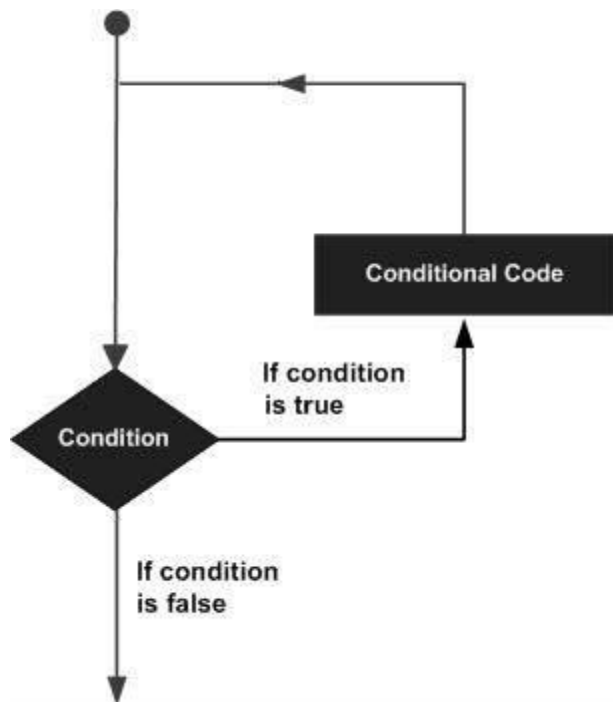 Conditional Code
If condition
is true
Condition
If condition
is false